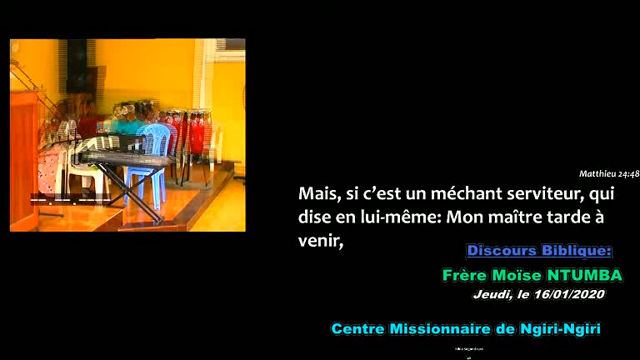 Matthieu 24:48
Mais, si c’est un méchant serviteur, qui
dise en lui-même: Mon maître tarde à
venir,
Discours Biblique:
Frère Moïse NTUMBA
Jeudi, le 16/01/2020
Centre Missionnaire de Ngiri-Ngiri